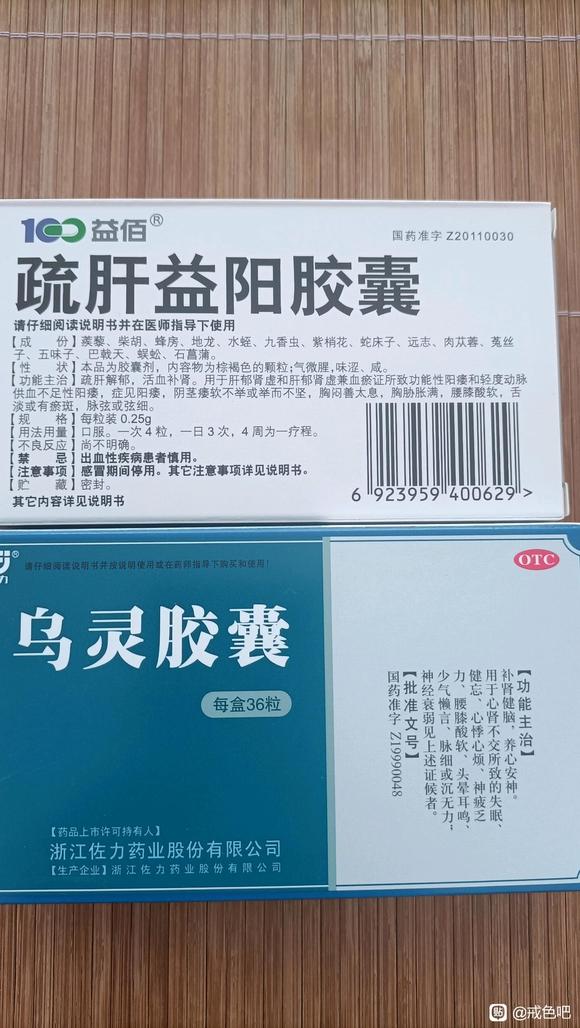 100益佰®
国药准字 Z20110030
疏肝益阳胶囊
请仔细阅读说明书并在医师指导下使用
【成 份】蒺藜、柴胡、蜂房、地龙、水蛭、九香虫、紫梢花、蛇床子、远志、肉苁蓉、菟丝
子、五味子、巴戟天、蜈蚣、石菖蒲。
【性 状】本品为胶囊剂，内容物为棕褐色的颗粒;气微腥,味涩、咸。
【功能主治】疏肝解郁，活血补肾。用于肝郁肾虚和肝郁肾虚兼血瘀证所致功能性阳痿和轻度动脉
供血不足性阳痿，症见阳痿，阴茎痿软不举或举而不坚，胸闷善太息，胸胁胀满，腰膝酸软，舌
淡或有瘀斑，脉弦或弦细。
【规 格】每粒装0.25g
【用法用量】口服。一次4粒，一日3次，4周为一疗程。
【不良反应】尚不明确。
【禁 忌】出血性疾病患者慎用。
【注意事项】感冒期间停用。其它注意事项详见说明书。
【贮 藏】密封。
其它内容详见说明书
6 923959 400629 >
® 请仔细阅读说明书并按说明使用或在药师指导下购买和使用!
OTC
乌灵胶囊
每盒36粒
【功能主治】
补肾健脑，养心安神。
用于心肾不交所致的失眠、
健忘、心悸心烦、神疲乏
力、腰膝酸软、头晕耳鸣、
少气懒言、脉细或沉无力；
神经衰弱见上述证候者。
【批准文号】
国药准字 Z19990048
【药品上市许可持有人】
浙江佐力药业股份有限公司
【生产企业】浙江佐力药业股份有限公司
贴 @戒色吧